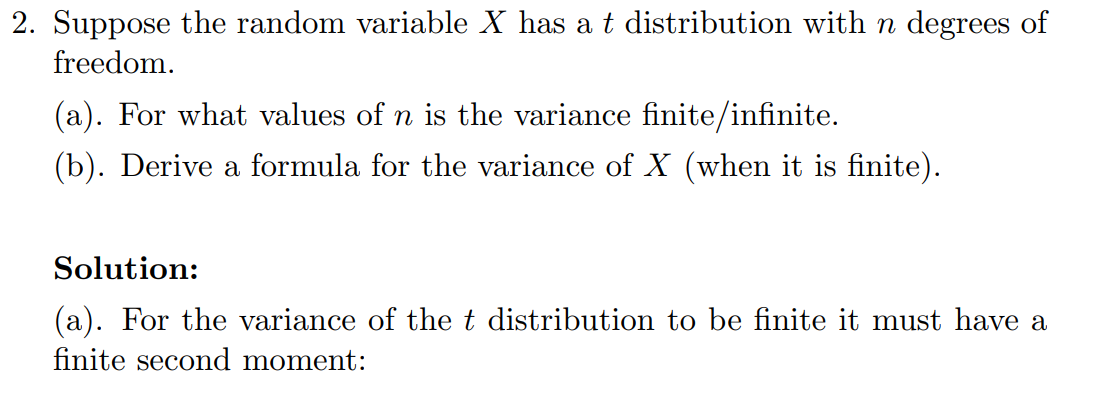 2. Suppose the random variable X has a t distribution with n degrees of
freedom.
(a). For what values of n is the variance finite/infinite.
(b). Derive a formula for the variance of X (when it is finite).
Solution:
(a). For the variance of the t distribution to be finite it must have a
finite second moment: